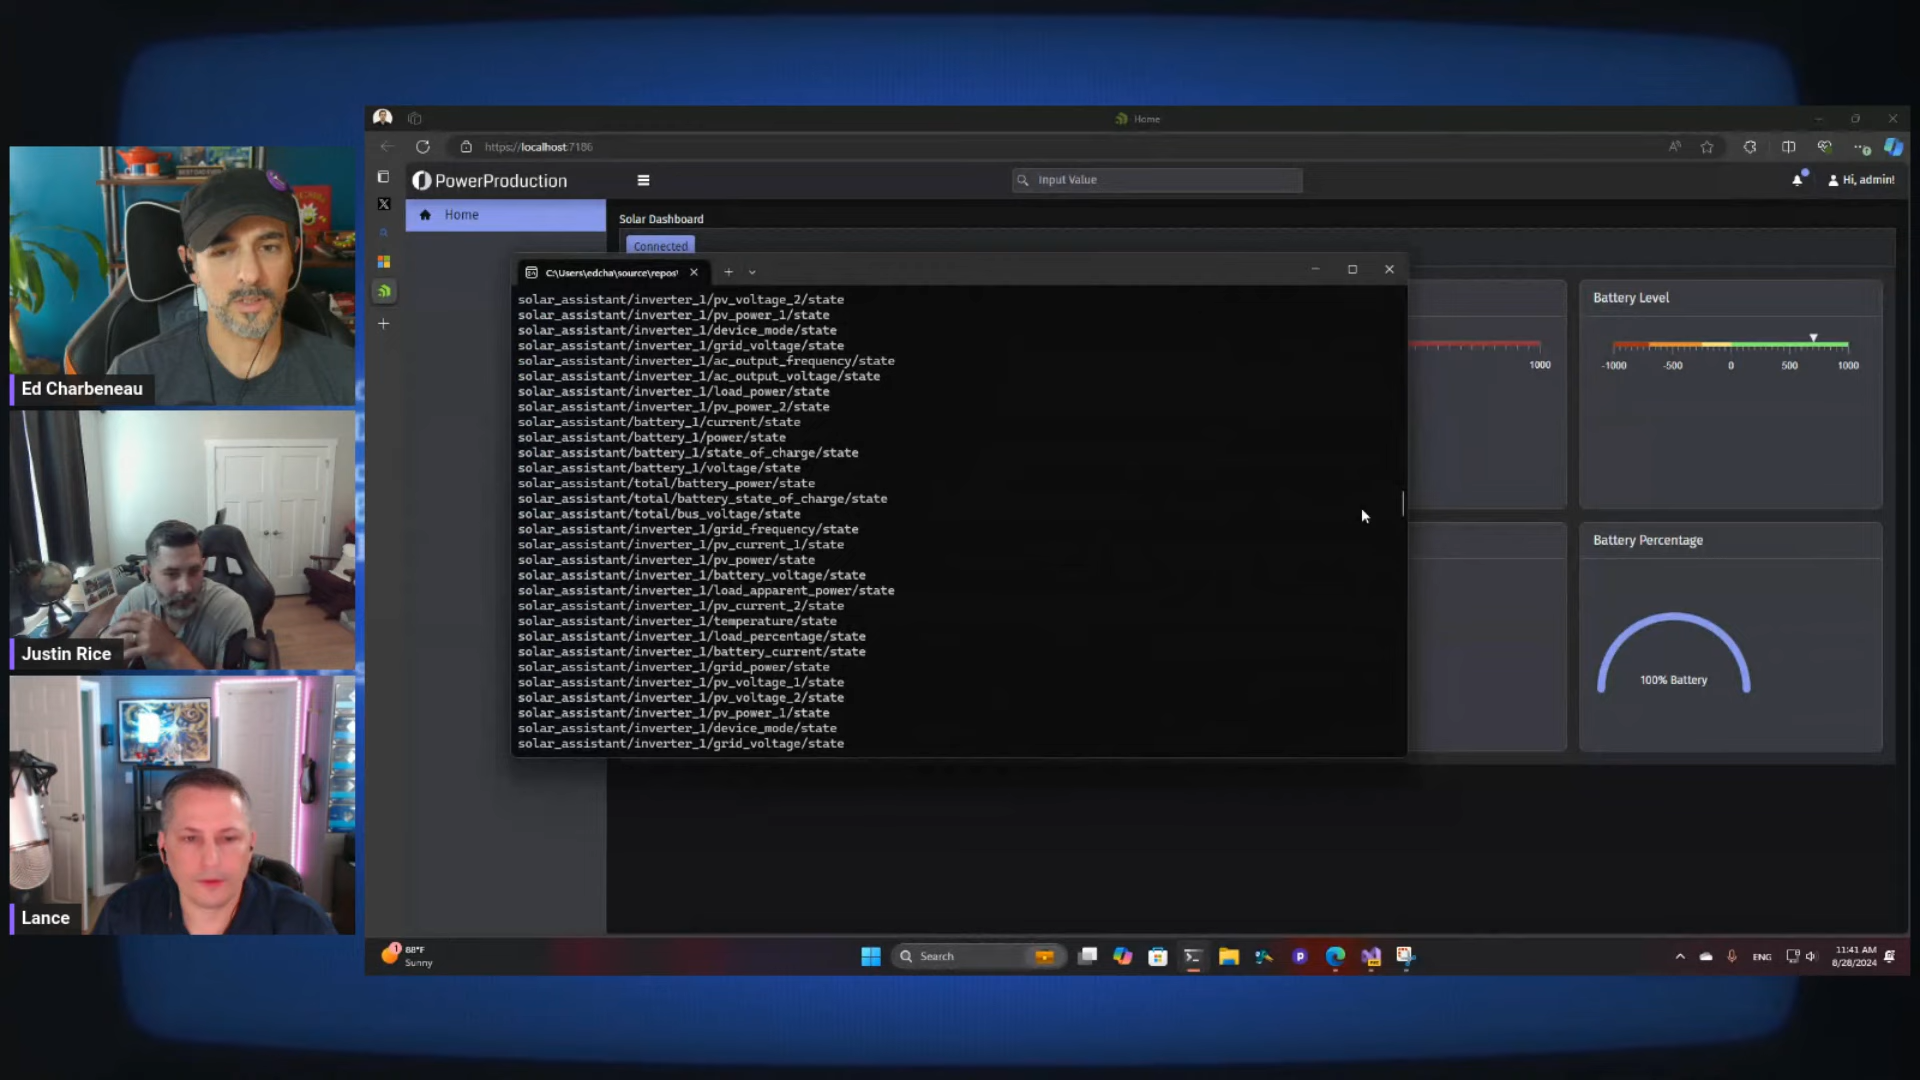 Ed Charbeneau
Justin Rice
Lance
Home
https://localhost:7186
PowerProduction
Input Value
Hi, admin!
Home
Solar Dashboard
Connected
C:\Users\edcha\source\repos\
solar_assistant/inverter_1/pv_voltage_2/state
solar_assistant/inverter_1/pv_power_1/state
solar_assistant/inverter_1/device_mode/state
solar_assistant/inverter_1/grid_voltage/state
solar_assistant/inverter_1/ac_output_frequency/state
solar_assistant/inverter_1/ac_output_voltage/state
solar_assistant/inverter_1/load_power/state
solar_assistant/inverter_1/pv_power_2/state
solar_assistant/battery_1/current/state
solar_assistant/battery_1/power/state
solar_assistant/battery_1/state_of_charge/state
solar_assistant/battery_1/voltage/state
solar_assistant/total/battery_power/state
solar_assistant/total/battery_state_of_charge/state
solar_assistant/total/bus_voltage/state
solar_assistant/inverter_1/grid_frequency/state
solar_assistant/inverter_1/pv_current_1/state
solar_assistant/inverter_1/pv_power/state
solar_assistant/inverter_1/battery_voltage/state
solar_assistant/inverter_1/load_apparent_power/state
solar_assistant/inverter_1/pv_current_2/state
solar_assistant/inverter_1/temperature/state
solar_assistant/inverter_1/load_percentage/state
solar_assistant/inverter_1/battery_current/state
solar_assistant/inverter_1/grid_power/state
solar_assistant/inverter_1/pv_voltage_1/state
solar_assistant/inverter_1/pv_voltage_2/state
solar_assistant/inverter_1/pv_power_1/state
solar_assistant/inverter_1/device_mode/state
solar_assistant/inverter_1/grid_voltage/state
1000
Battery Level
-1000 -500 0 500 1000
Battery Percentage
100% Battery
88°F
Sunny
Search
ENG
11:41 AM
8/28/2024